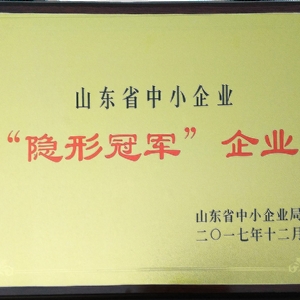 山东省中小企业
“隐形冠军”企业
山东省中小企业局
二〇一七年十二月